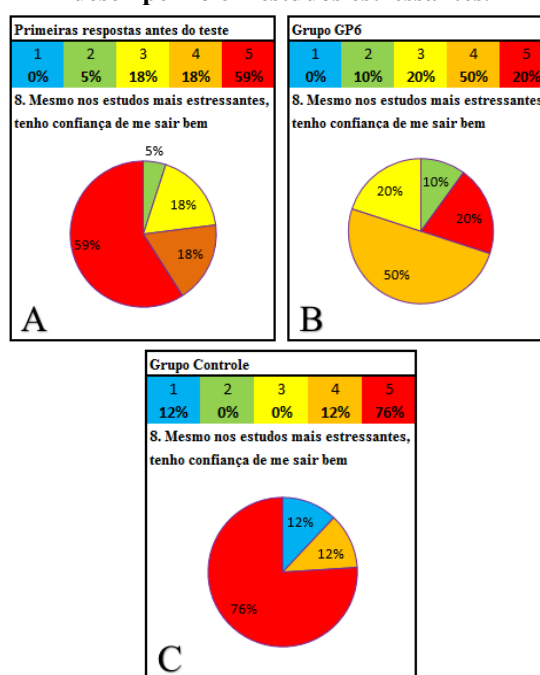 Primeiras respostas antes do teste
1 2 3 4 5
0% 5% 18% 18% 59%
8. Mesmo nos estudos mais estressantes,
tenho confiança de me sair bem
5%
18%
59%
18%
A
Grupo GP6
1 2 3 4 5
0% 10% 20% 50% 20%
8. Mesmo nos estudos mais estressantes
tenho confiança de me sair bem
20%
10%
20%
50%
B
Grupo Controle
1 2 3 4 5
12% 0% 0% 12% 76%
8. Mesmo nos estudos mais estressantes,
tenho confiança de me sair bem
12%
12%
76%
C